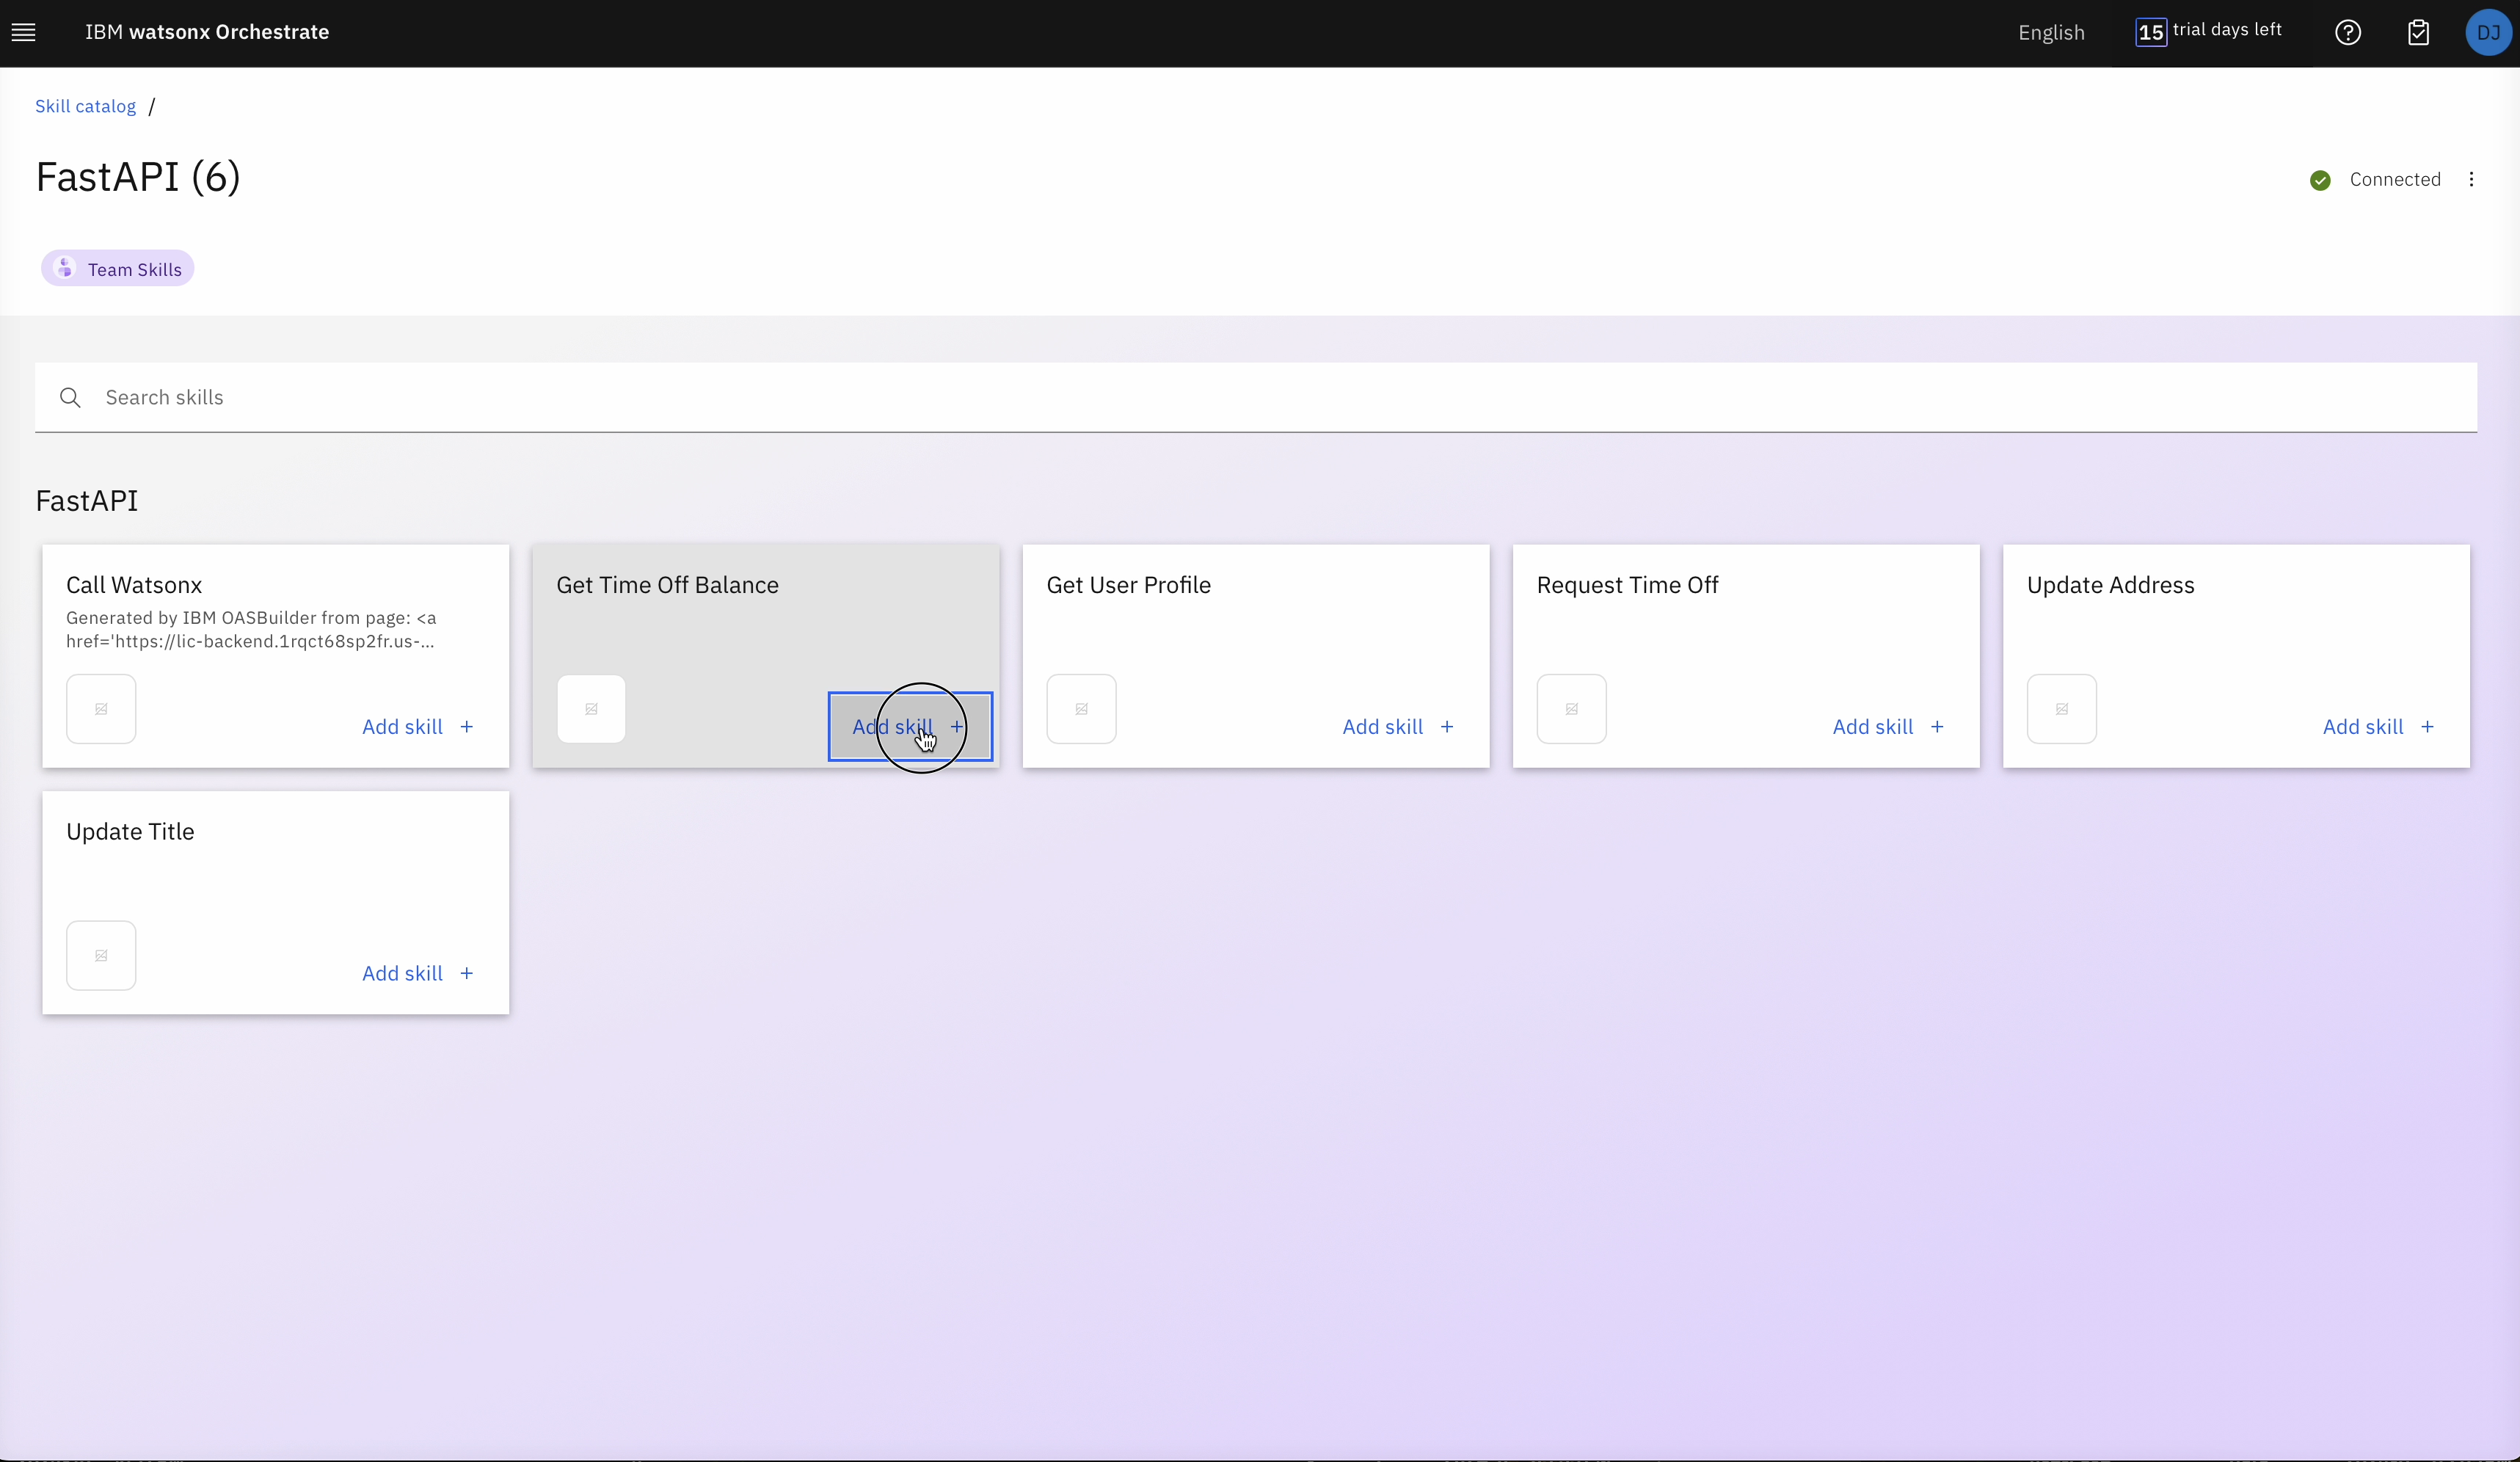 IBM watsonx Orchestrate
English
15 trial days left
DJ
Skill catalog /
FastAPI (6)
Connected
Team Skills
Search skills
FastAPI
Call Watsonx
Generated by IBM OASBuilder from page: <a
href='https://lic-backend.1rqct68sp2fr.us-...
Add skill +
Get Time Off Balance
Add skill +
Get User Profile
Add skill +
Request Time Off
Add skill +
Update Address
Add skill +
Update Title
Add skill +